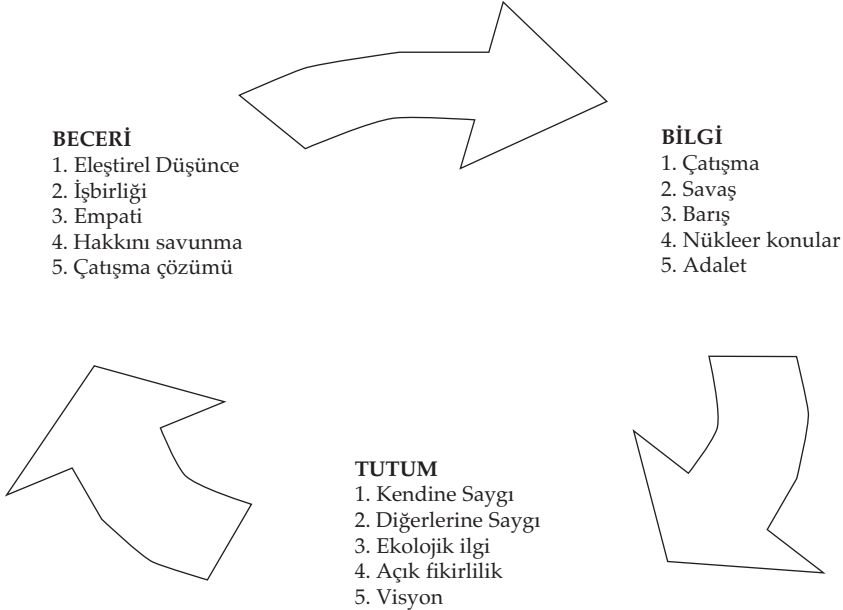 BECERİ
1. Eleştirel Düşünce
2. İşbirliği
3. Empati
4. Hakkını savunma
5. Çatışma çözümü
BİLGİ
1. Çatışma
2. Savaş
3. Barış
4. Nükleer konular
5. Adalet
TUTUM
1. Kendine Saygı
2. Diğerlerine Saygı
3. Ekolojik ilgi
4. Açık fikirlilik
5. Visyon